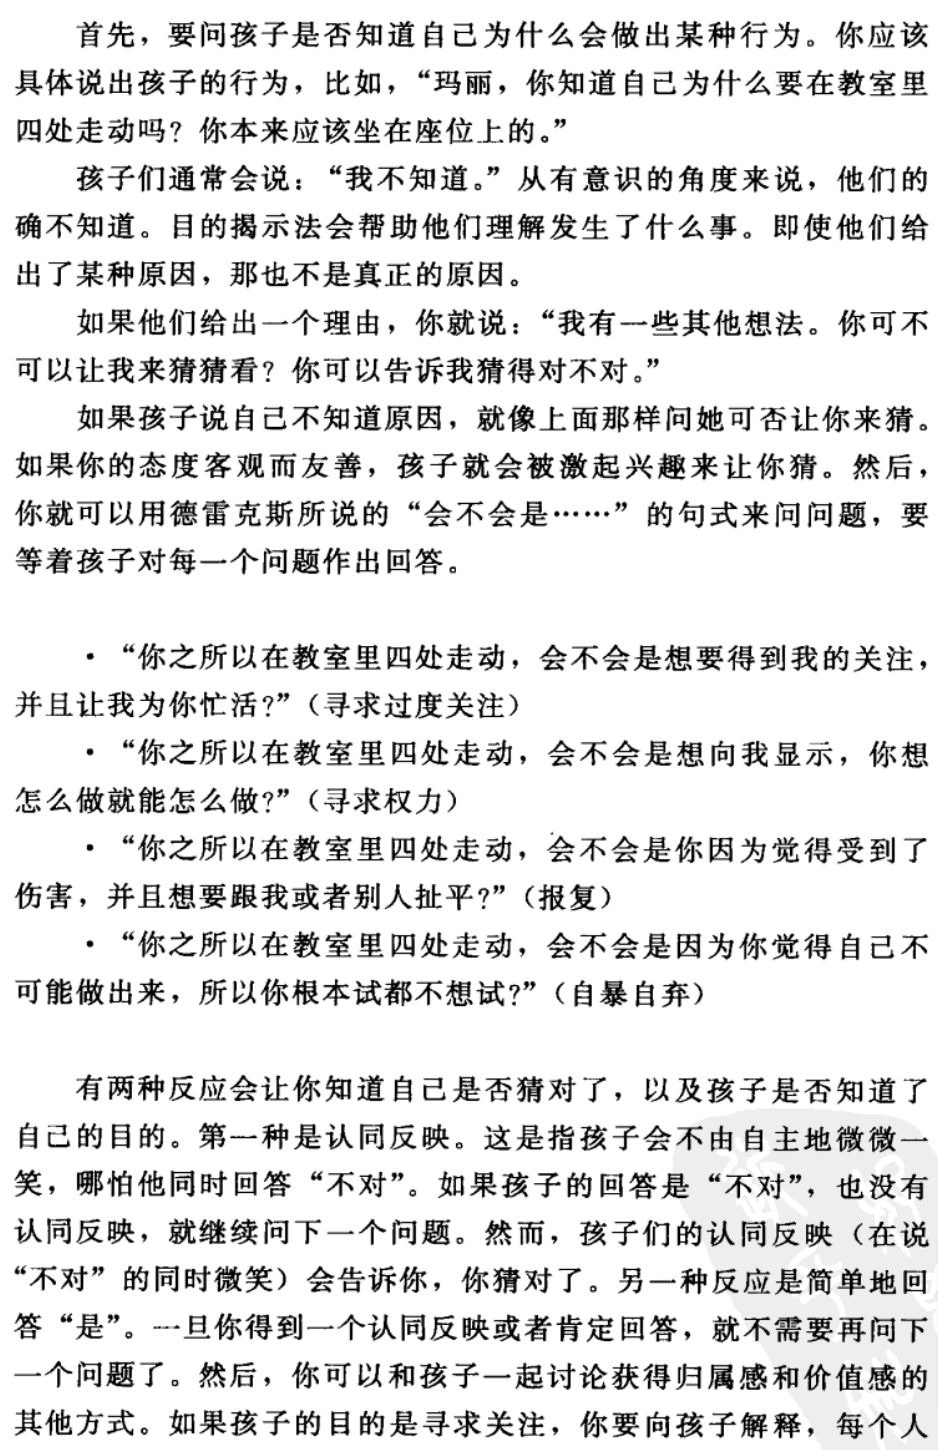 首先，要问孩子是否知道自己为什么会做出某种行为。你应该
具体说出孩子的行为，比如，“玛丽，你知道自己为什么要在教室里
四处走动吗？你本来应该坐在座位上的。”
孩子们通常会说：“我不知道。”从有意识的角度来说，他们的
确不知道。目的揭示法会帮助他们理解发生了什么事。即使他们给
出了某种原因，那也不是真正的原因。
如果他们给出一个理由，你就说：“我有一些其他想法。你可不
可以让我来猜猜看？你可以告诉我猜得对不对。”
如果孩子说自己不知道原因，就像上面那样问她可否让你来猜。
如果你的态度客观而友善，孩子就会被激起兴趣来让你猜。然后，
你就可以用德雷克斯所说的“会不会是……”的句式来问问题，要
等着孩子对每一个问题作出回答。
·“你之所以在教室里四处走动，会不会是想要得到我的关注，
并且让我为你忙活？”（寻求过度关注）
·“你之所以在教室里四处走动，会不会是想向我显示，你想
怎么做就能怎么做？”（寻求权力）
·“你之所以在教室里四处走动，会不会是你因为觉得受到了
伤害，并且想要跟我或者别人扯平？”（报复）
·“你之所以在教室里四处走动，会不会是因为你觉得自己不
可能做出来，所以你根本试都不想试？”（自暴自弃）
有两种反应会让你知道自己是否猜对了，以及孩子是否知道了
自己的目的。第一种是认同反映。这是指孩子会不由自主地微微一
笑，哪怕他同时回答“不对”。如果孩子的回答是“不对”，也没有
认同反映，就继续问下一个问题。然而，孩子们的认同反映（在说
“不对”的同时微笑）会告诉你，你猜对了。另一种反应是简单地回
答“是”。一旦你得到一个认同反映或者肯定回答，就不需要再问下
一个问题了。然后，你可以和孩子一起讨论获得归属感和价值感的
其他方式。如果孩子的目的是寻求关注，你要向孩子解释，每个人